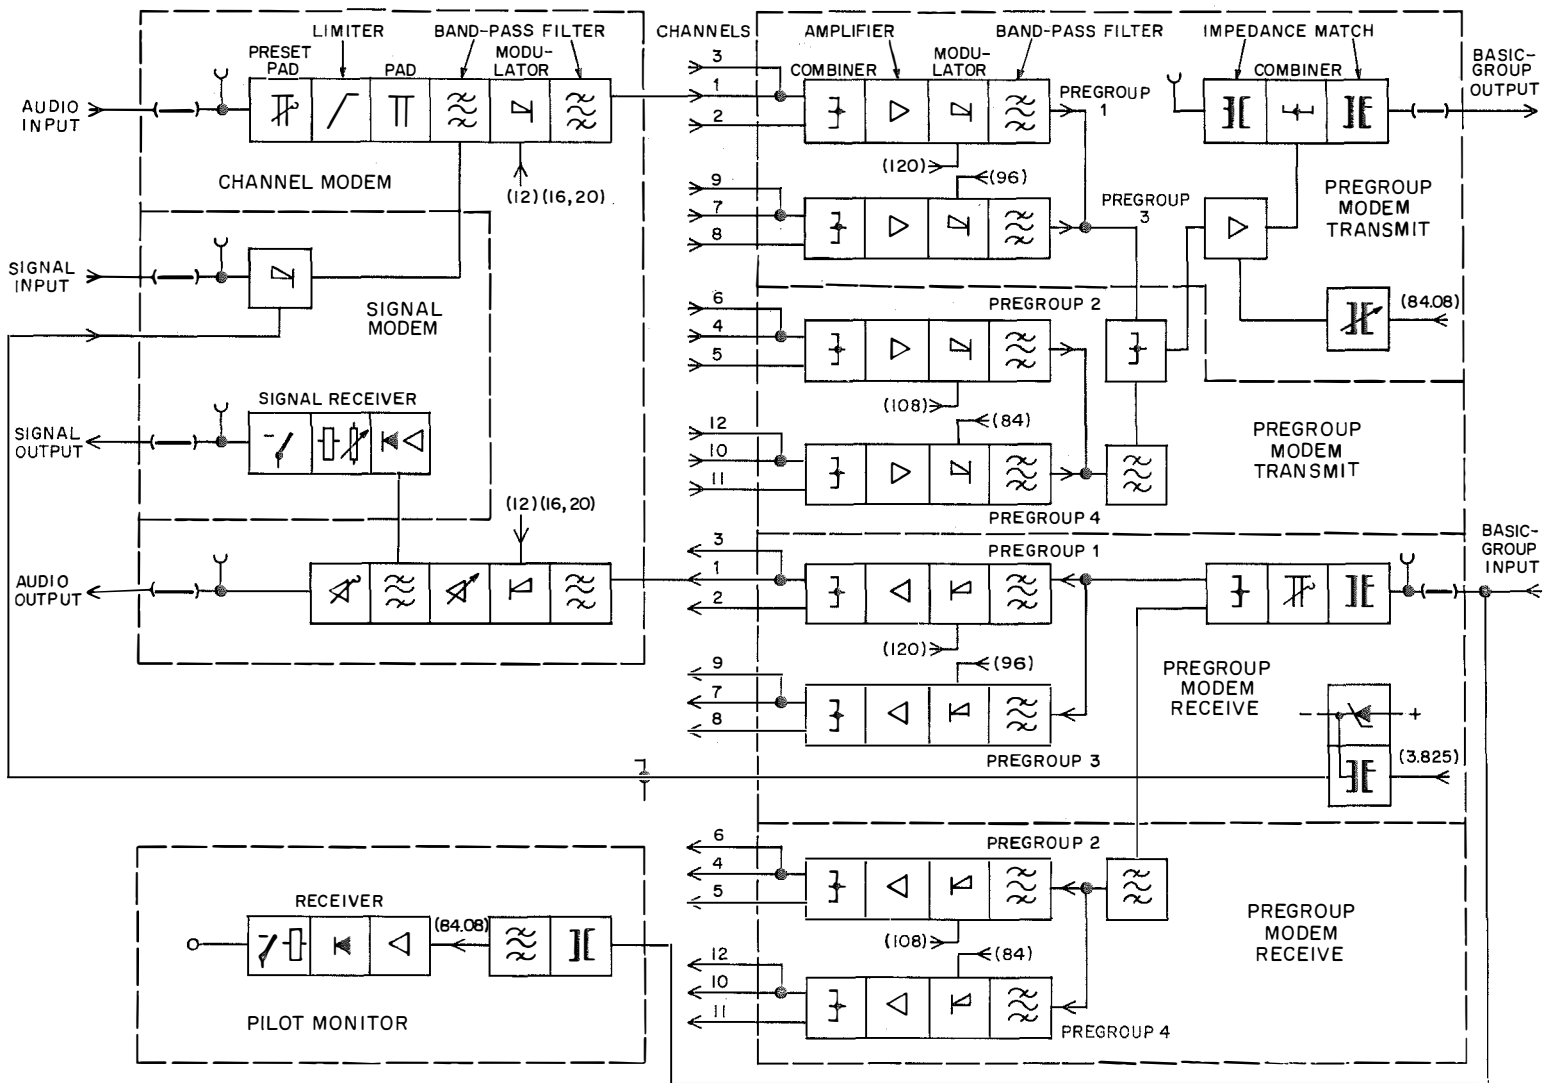 LIMITER
BAND-PASS FILTER
PRESET
PAD
PAD
MODU-
LATOR
AUDIO
INPUT
CHANNEL MODEM
(12)(16,20)
SIGNAL
INPUT
SIGNAL
MODEM
SIGNAL RECEIVER
SIGNAL
OUTPUT
(12)(16,20)
AUDIO
OUTPUT
RECEIVER
(84.08)
PILOT MONITOR
CHANNELS
3
1
2
AMPLIFIER
BAND-PASS FILTER
IMPEDANCE MATCH
COMBINER
MODU-
LATOR
COMBINER
BASIC-
GROUP
OUTPUT
PREGROUP
1
(120)
(96)
9
7
8
PREGROUP
3
PREGROUP
MODEM
TRANSMIT
(84.08)
6
4
5
PREGROUP 2
(108)
(84)
12
10
11
PREGROUP 4
PREGROUP
MODEM
TRANSMIT
3
1
2
PREGROUP 1
BASIC-
GROUP
INPUT
(120)
(96)
9
7
8
PREGROUP 3
PREGROUP
MODEM
RECEIVE
- +
(3.825)
6
4
5
PREGROUP 2
(108)
(84)
12
10
11
PREGROUP 4
PREGROUP
MODEM
RECEIVE